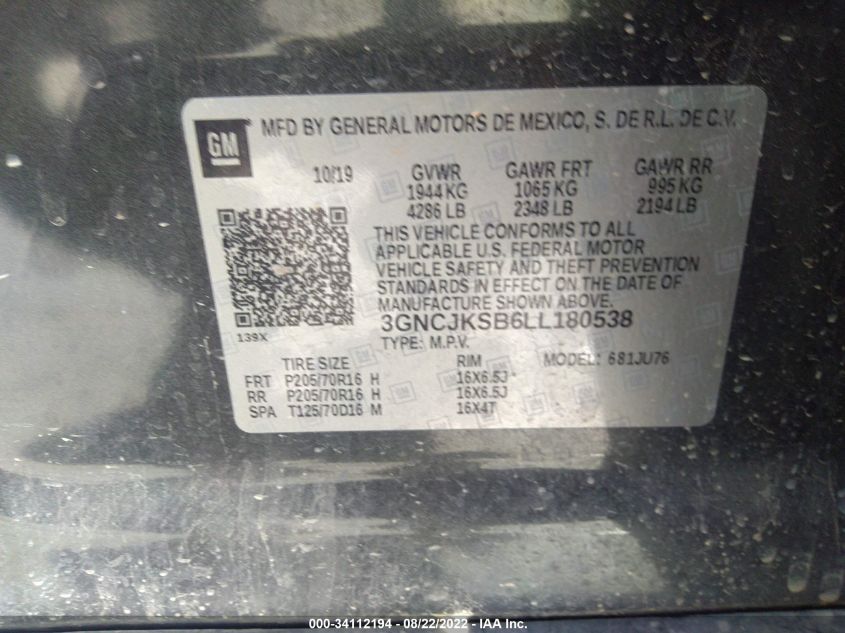 GM MFD BY GENERAL MOTORS DE MEXICO, S. DE R.L. DE C.V.
10/19 GVWR GAWR FRT GAWR RR
1944 KG 1065 KG 995 KG
4286 LB 2348 LB 2194 LB
THIS VEHICLE CONFORMS TO ALL
APPLICABLE U.S. FEDERAL MOTOR
VEHICLE SAFETY AND THEFT PREVENTION
STANDARDS IN EFFECT ON THE DATE OF
MANUFACTURE SHOWN ABOVE.
139X 3GNCJKSB6LL180538
TYPE: M.P.V. MODEL: 681JU76
TIRE SIZE RIM
FRT P205/70R16 H 16X6.5J
RR P205/70R16 H 16X6.5J
SPA T125/70D16 M 16X4T
000-34112194 - 08/22/2022 - IAA Inc.